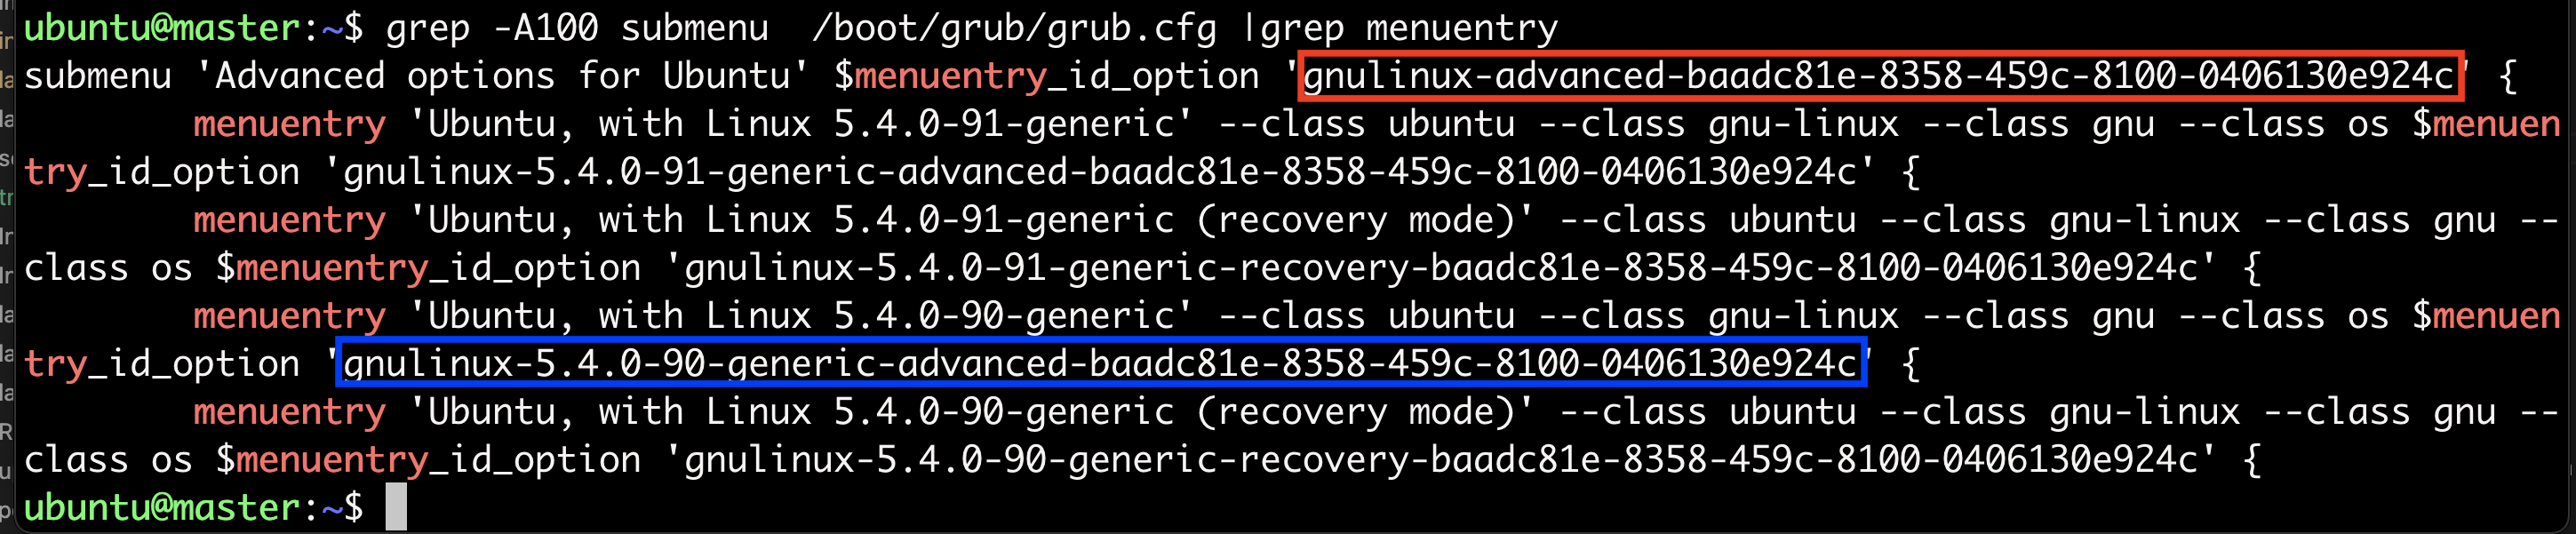 ubuntu@master:~$ grep -A100 submenu  /boot/grub/grub.cfg |grep menuentry
submenu 'Advanced options for Ubuntu' $menuentry_id_option 'gnulinux-advanced-baadc81e-8358-459c-8100-0406130e924c' {
        menuentry 'Ubuntu, with Linux 5.4.0-91-generic' --class ubuntu --class gnu-linux --class gnu --class os $menuen
try_id_option 'gnulinux-5.4.0-91-generic-advanced-baadc81e-8358-459c-8100-0406130e924c' {
        menuentry 'Ubuntu, with Linux 5.4.0-91-generic (recovery mode)' --class ubuntu --class gnu-linux --class gnu --
class os $menuentry_id_option 'gnulinux-5.4.0-91-generic-recovery-baadc81e-8358-459c-8100-0406130e924c' {
        menuentry 'Ubuntu, with Linux 5.4.0-90-generic' --class ubuntu --class gnu-linux --class gnu --class os $menuen
try_id_option 'gnulinux-5.4.0-90-generic-advanced-baadc81e-8358-459c-8100-0406130e924c' {
        menuentry 'Ubuntu, with Linux 5.4.0-90-generic (recovery mode)' --class ubuntu --class gnu-linux --class gnu --
class os $menuentry_id_option 'gnulinux-5.4.0-90-generic-recovery-baadc81e-8358-459c-8100-0406130e924c' {
ubuntu@master:~$